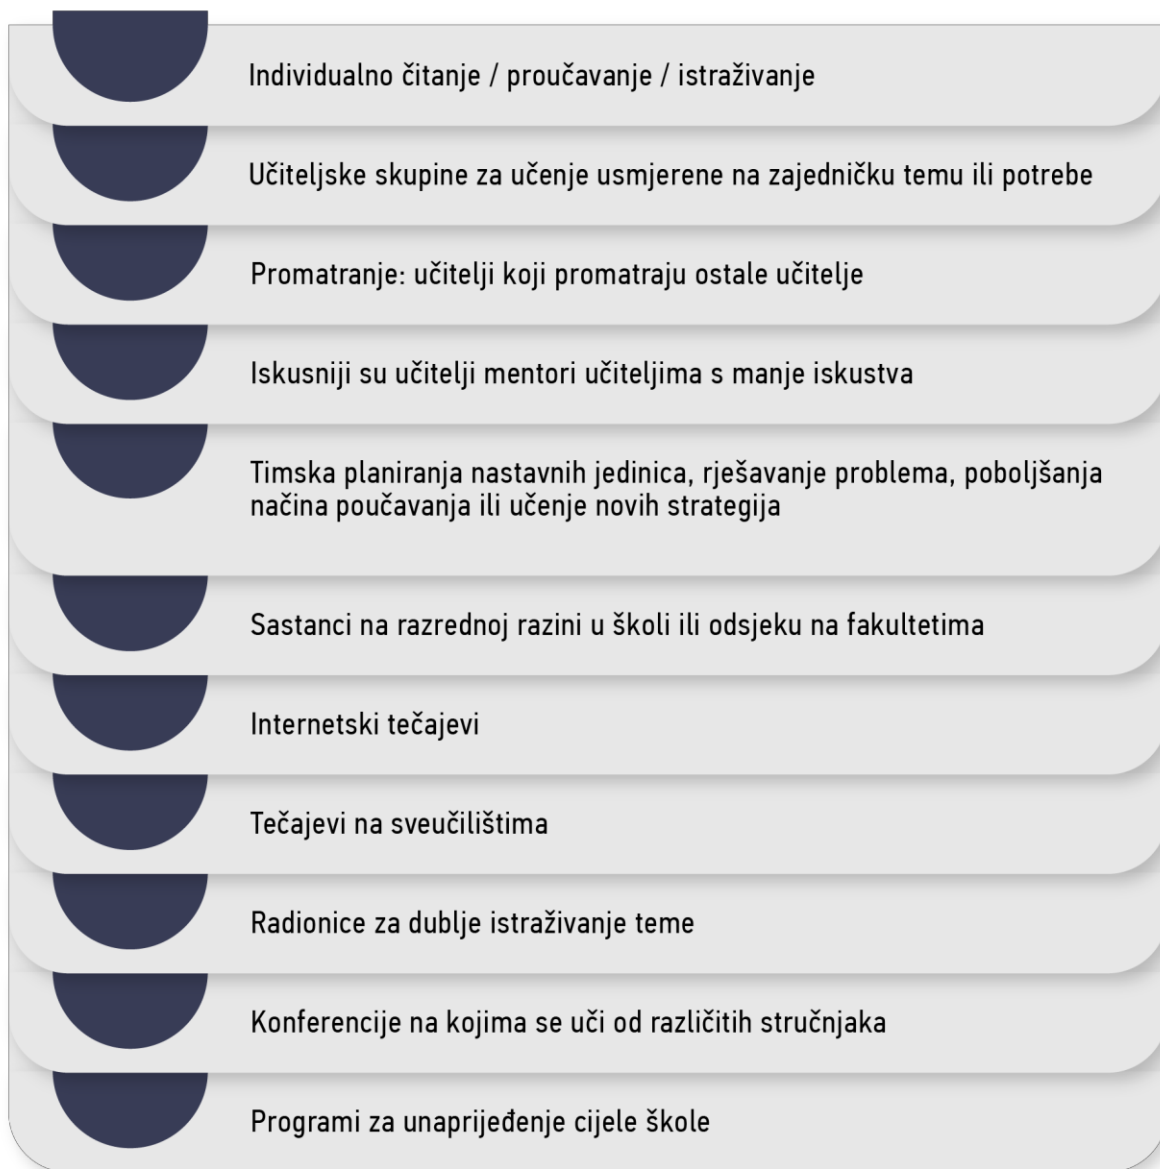 Individualno čitanje / proučavanje / istraživanje
Učiteljske skupine za učenje usmjerene na zajedničku temu ili potrebe
Promatranje: učitelji koji promatraju ostale učitelje
Iskusniji su učitelji mentori učiteljima s manje iskustva
Timska planiranja nastavnih jedinica, rješavanje problema, poboljšanja
načina poučavanja ili učenje novih strategija
Sastanci na razrednoj razini u školi ili odsjeku na fakultetima
Internetski tečajevi
Tečajevi na sveučilištima
Radionice za dublje istraživanje teme
Konferencije na kojima se uči od različitih stručnjaka
Programi za unaprijeđenje cijele škole